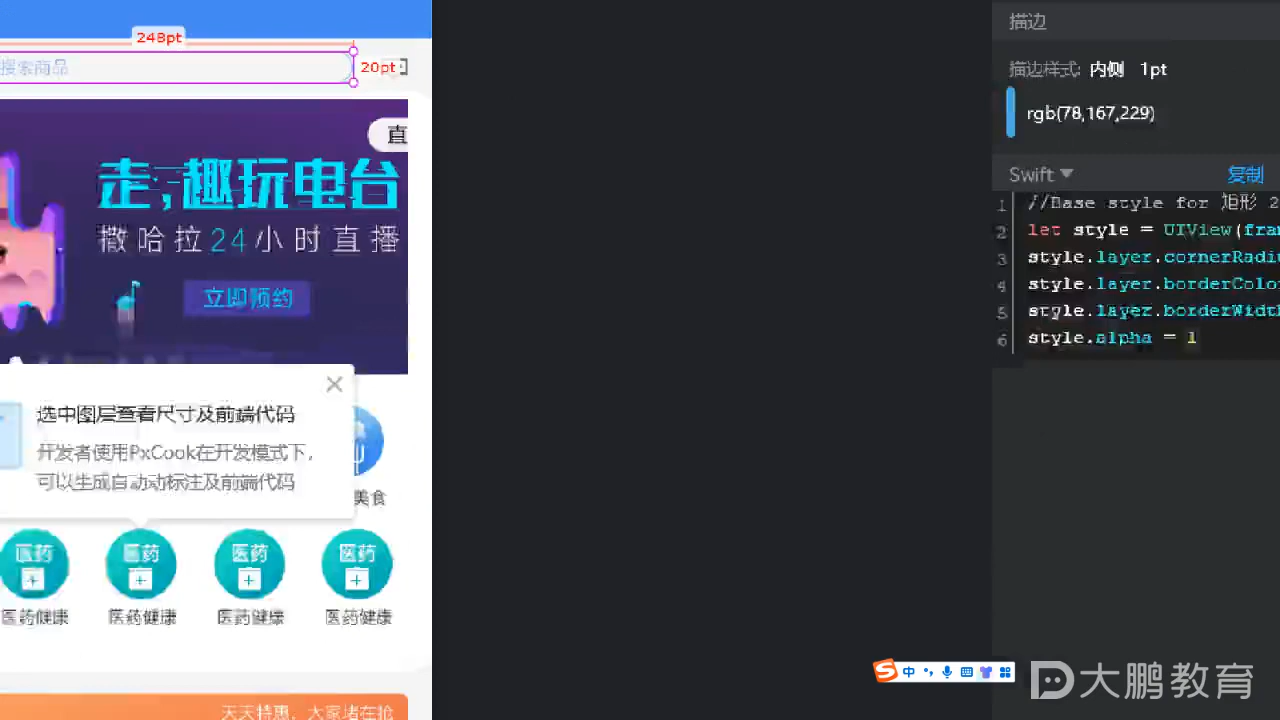 248pt
搜索商品
20pt
直
走,趣玩电台
撒哈拉24小时直播
立即预约
选中图层查看尺寸及前端代码
开发者使用PxCook在开发模式下,
可以生成自动动标注及前端代码
美食
医药
医药
医药
医药
医药健康
医药健康
医药健康
医药健康
天天特惠，大家堵在抢
描边
描边样式: 内侧 1pt
rgb(78,167,229)
Swift
复制
1 //Base style for 矩形 2
2 let style = UIView(fram
3 style.layer.cornerRadiu
4 style.layer.borderColor
5 style.layer.borderWidth
6 style.alpha = 1
中
大鹏教育